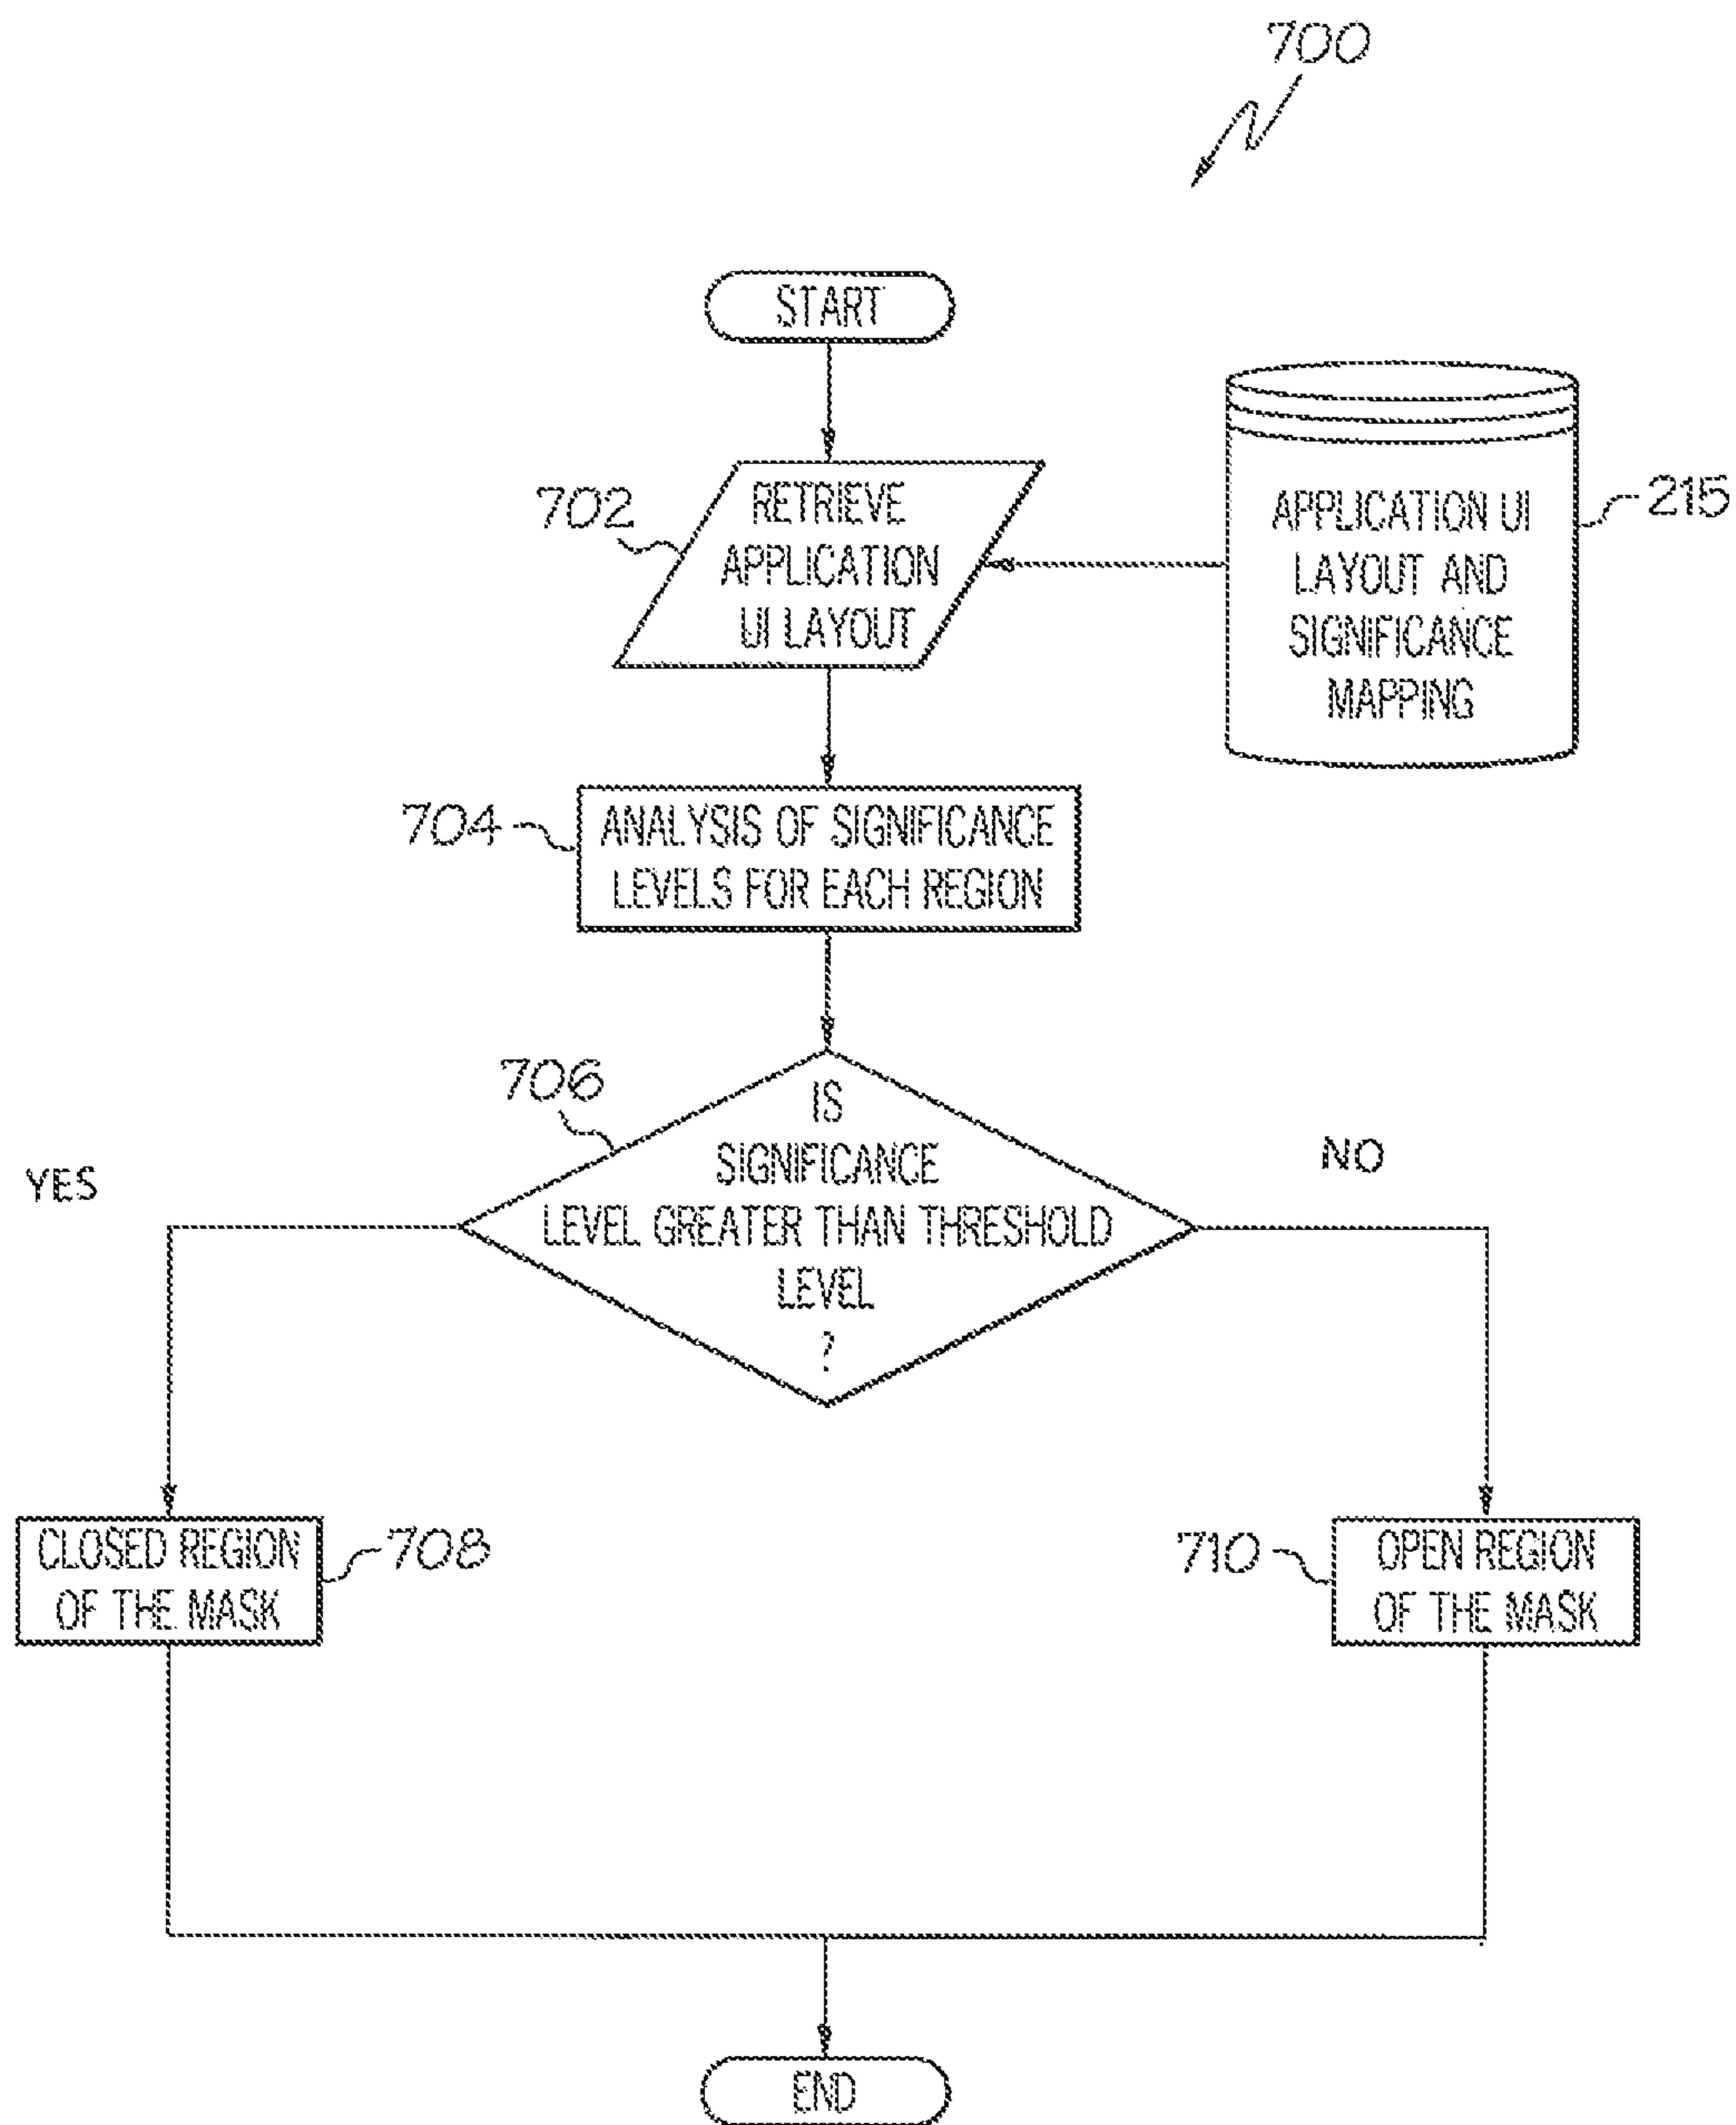 700
START
702
RETRIEVE
APPLICATION
UI LAYOUT
APPLICATION UI
LAYOUT AND
SIGNIFICANCE
MAPPING
215
704
ANALYSIS OF SIGNIFICANCE
LEVELS FOR EACH REGION
706
IS
SIGNIFICANCE
LEVEL GREATER THAN THRESHOLD
LEVEL
?
YES
NO
CLOSED REGION
OF THE MASK
708
710
OPEN REGION
OF THE MASK
END